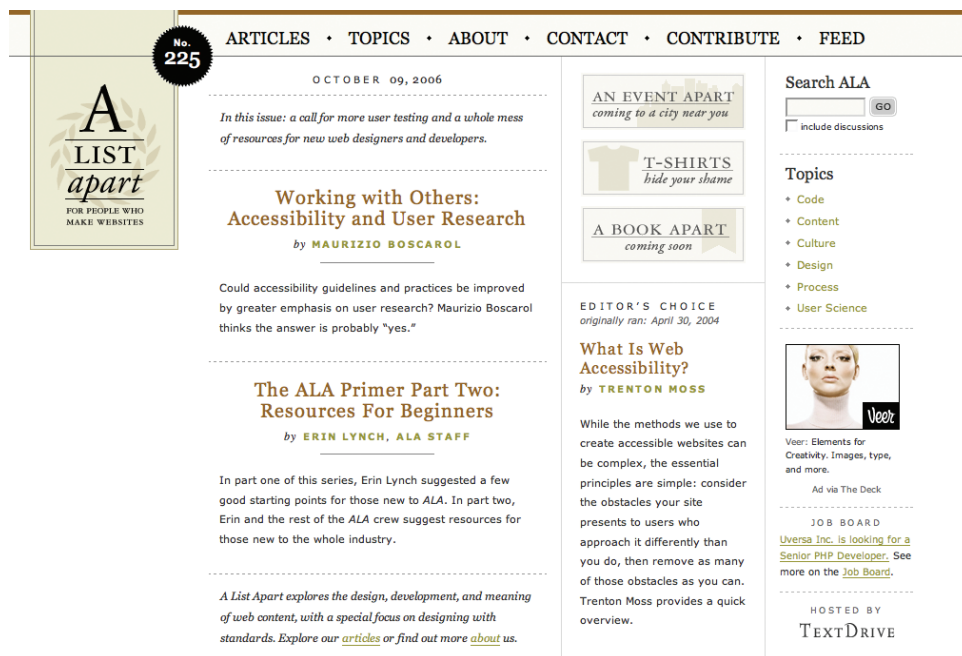 No.
225
ARTICLES • TOPICS • ABOUT • CONTACT • CONTRIBUTE • FEED
A
LIST
apart
FOR PEOPLE WHO
MAKE WEBSITES
OCTOBER 09, 2006
In this issue: a call for more user testing and a whole mess
of resources for new web designers and developers.
Working with Others:
Accessibility and User Research
by MAURIZIO BOSCAROL
Could accessibility guidelines and practices be improved
by greater emphasis on user research? Maurizio Boscarol
thinks the answer is probably “yes.”
The ALA Primer Part Two:
Resources For Beginners
by ERIN LYNCH, ALA STAFF
In part one of this series, Erin Lynch suggested a few
good starting points for those new to ALA. In part two,
Erin and the rest of the ALA crew suggest resources for
those new to the whole industry.
A List Apart explores the design, development, and meaning
of web content, with a special focus on designing with
standards. Explore our articles or find out more about us.
AN EVENT APART
coming to a city near you
T-SHIRTS
hide your shame
A BOOK APART
coming soon
EDITOR’S CHOICE
originally ran: April 30, 2004
What Is Web
Accessibility?
by TRENTON MOSS
While the methods we use to
create accessible websites can
be complex, the essential
principles are simple: consider
the obstacles your site
presents to users who
approach it differently than
you do, then remove as many
of those obstacles as you can.
Trenton Moss provides a quick
overview.
Search ALA
GO
include discussions
Topics
Code
Content
Culture
Design
Process
User Science
Veer
Veer: Elements for
Creativity. Images, type,
and more.
Ad via The Deck
JOB BOARD
Uversa Inc. is looking for a
Senior PHP Developer. See
more on the Job Board.
HOSTED BY
TEXTDRIVE